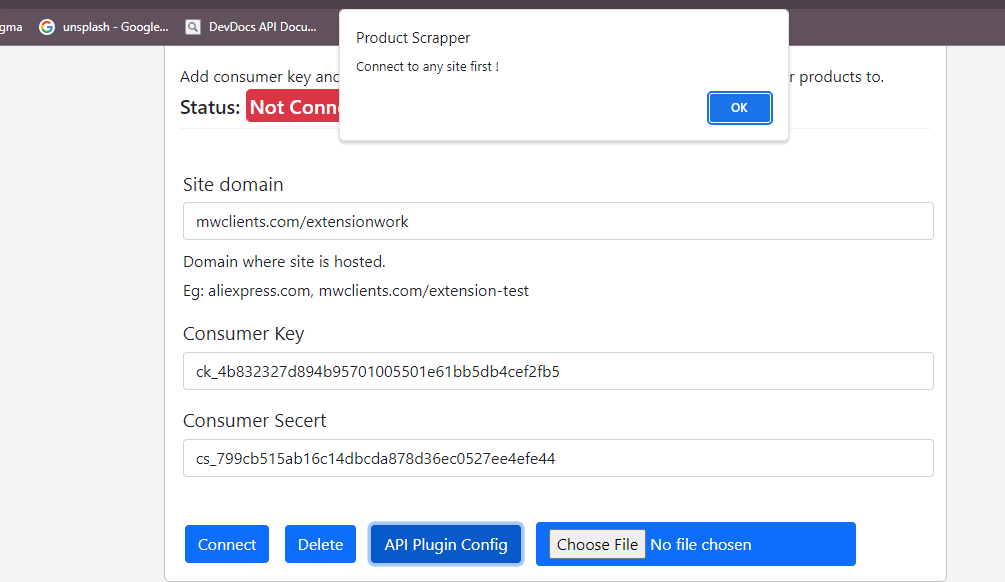 gma
unsplash - Google...
DevDocs API Docu...
Product Scrapper
Connect to any site first !
OK
Add consumer key and
r products to.
Status: Not Conn
Site domain
mwclients.com/extensionwork
Domain where site is hosted.
Eg: aliexpress.com, mwclients.com/extension-test
Consumer Key
ck_4b832327d894b95701005501e61bb5db4cef2fb5
Consumer Secert
cs_799cb515ab16c14dbcda878d36ec0527ee4efe44
Connect
Delete
API Plugin Config
Choose File No file chosen